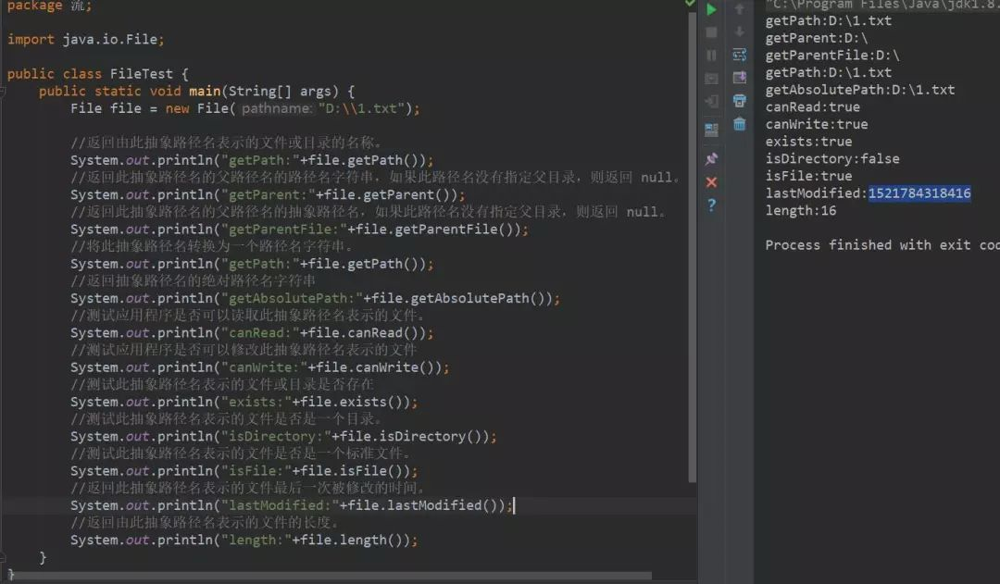 package 流;
import java.io.File;
public class FileTest {
public static void main(String[] args) {
File file = new File( pathname: "D:\\1.txt");
//返回由此抽象路径名表示的文件或目录的名称。
System.out.println("getPath:"+file.getPath());
//返回此抽象路径名的父路径名的路径名字符串，如果此路径名没有指定父目录，则返回 null。
System.out.println("getParent:"+file.getParent());
//返回此抽象路径名的父路径名的抽象路径名，如果此路径名没有指定父目录，则返回 null。
System.out.println("getParentFile:"+file.getParentFile());
//将此抽象路径名转换为一个路径名字符串。
System.out.println("getPath:"+file.getPath());
//返回抽象路径名的绝对路径名字符串
System.out.println("getAbsolutePath:"+file.getAbsolutePath());
//测试应用程序是否可以读取此抽象路径名表示的文件。
System.out.println("canRead:"+file.canRead());
//测试应用程序是否可以修改此抽象路径名表示的文件
System.out.println("canWrite:"+file.canWrite());
//测试此抽象路径名表示的文件或目录是否存在
System.out.println("exists:"+file.exists());
//测试此抽象路径名表示的文件是否是一个目录。
System.out.println("isDirectory:"+file.isDirectory());
//测试此抽象路径名表示的文件是否是一个标准文件。
System.out.println("isFile:"+file.isFile());
//返回此抽象路径名表示的文件最后一次被修改的时间。
System.out.println("lastModified:"+file.lastModified());
//返回由此抽象路径名表示的文件的长度。
System.out.println("length:"+file.length());
}
}
"C:\Program Files\Java\jdk1.8.
getPath:D:\1.txt
getParent:D:\
getParentFile:D:\
getPath:D:\1.txt
getAbsolutePath:D:\1.txt
canRead:true
canWrite:true
exists:true
isDirectory:false
isFile:true
lastModified:1521784318416
length:16
Process finished with exit cod